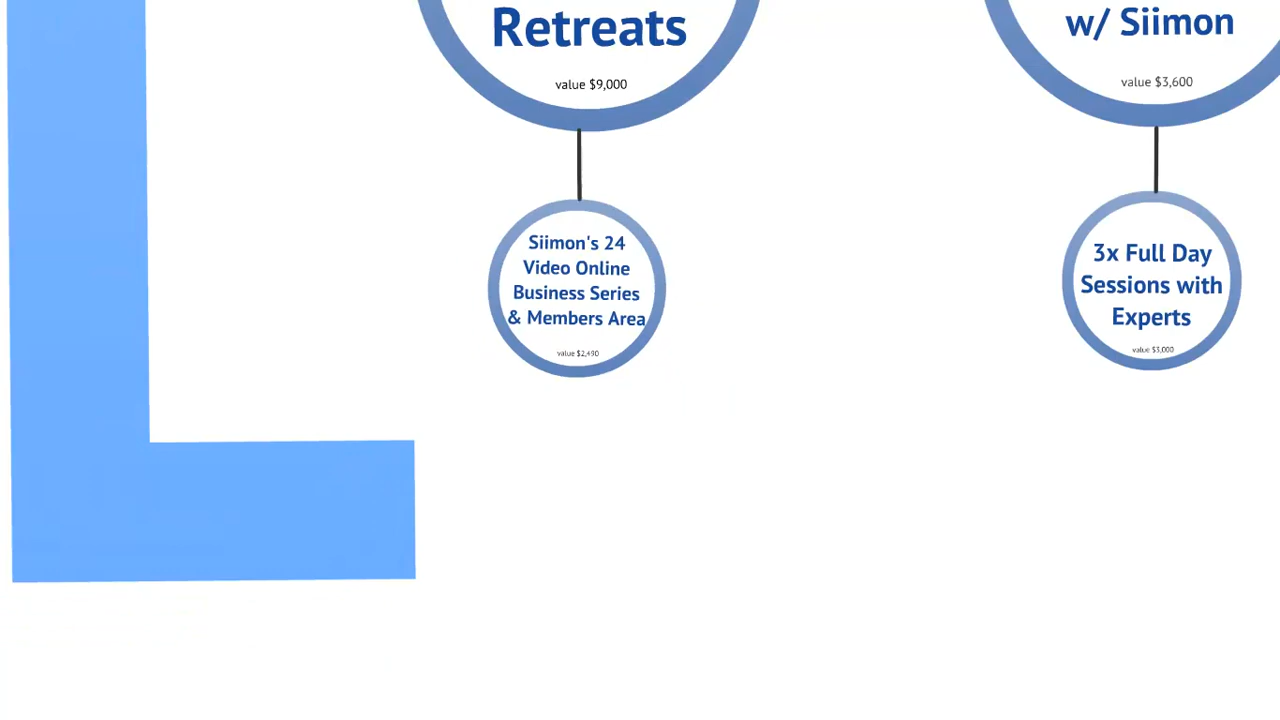 Retreats
value $9,000
w/ Siimon
value $3,600
Siimon's 24
Video Online
Business Series
& Members Area
value $2,490
3x Full Day
Sessions with
Experts
value $3,000